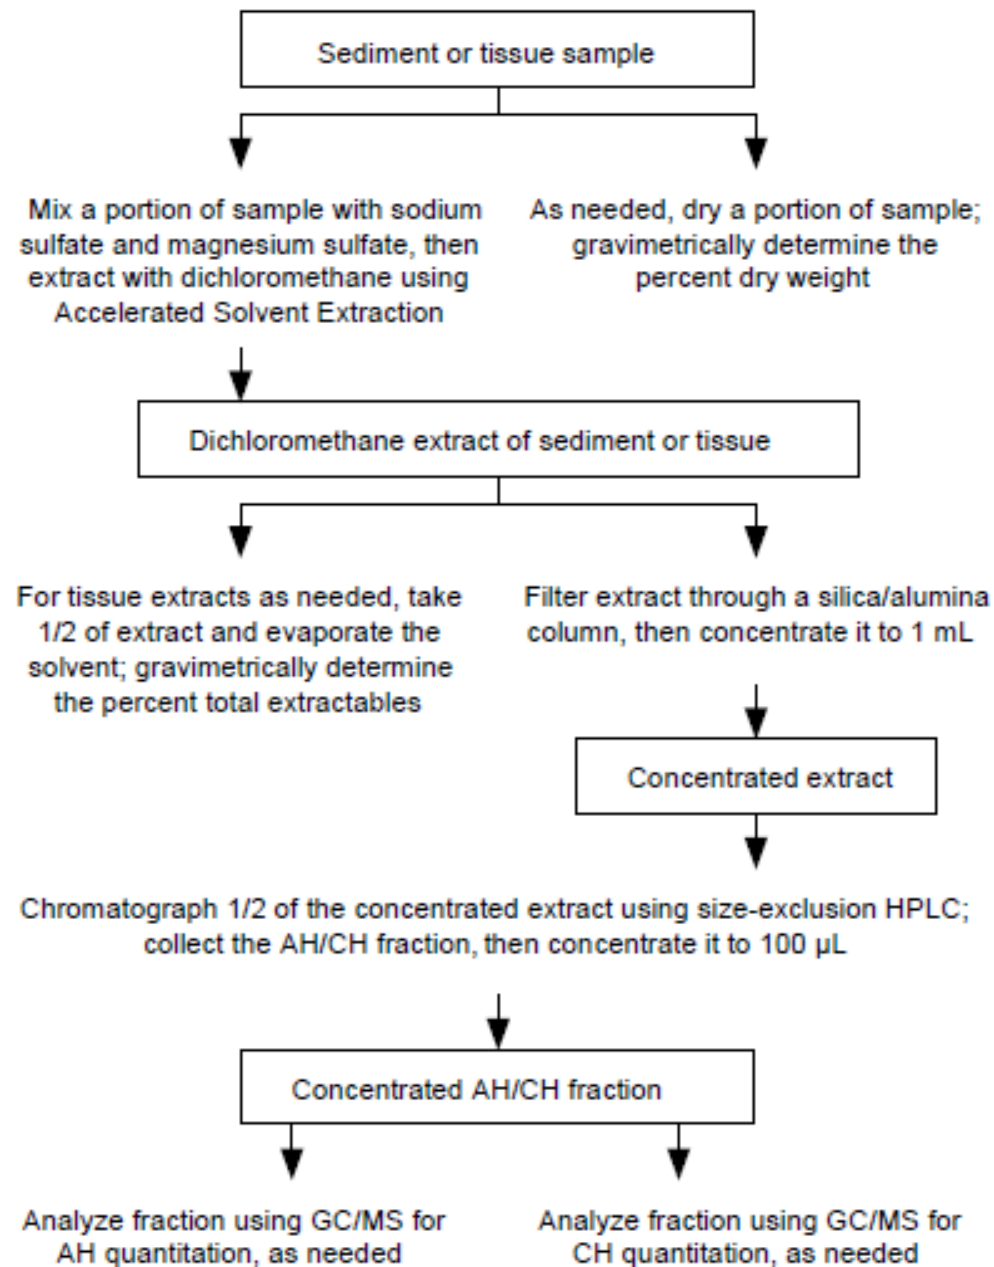 Sediment or tissue sample
Mix a portion of sample with sodium
sulfate and magnesium sulfate, then
extract with dichloromethane using
Accelerated Solvent Extraction
As needed, dry a portion of sample;
gravimetrically determine the
percent dry weight
Dichloromethane extract of sediment or tissue
For tissue extracts as needed, take
1/2 of extract and evaporate the
solvent; gravimetrically determine
the percent total extractables
Filter extract through a silica/alumina
column, then concentrate it to 1 mL
Concentrated extract
Chromatograph 1/2 of the concentrated extract using size-exclusion HPLC;
collect the AH/CH fraction, then concentrate it to 100 µL
Concentrated AH/CH fraction
Analyze fraction using GC/MS for
AH quantitation, as needed
Analyze fraction using GC/MS for
CH quantitation, as needed